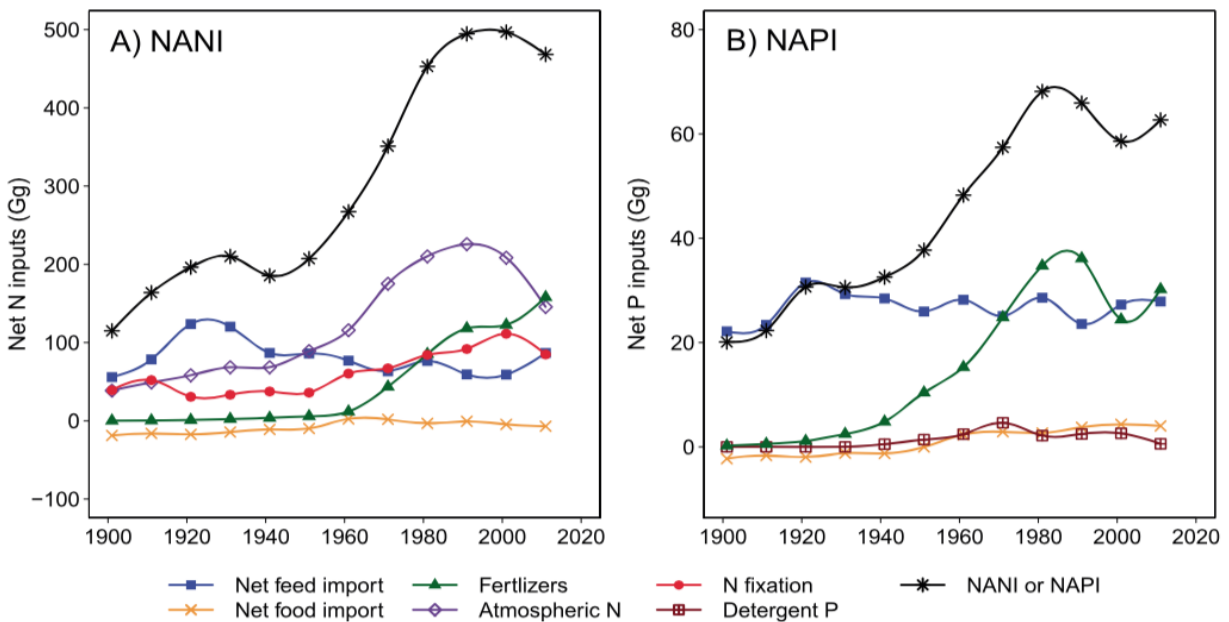 A) NANI
Net N inputs (Gg)
500
400
300
200
100
0
−100
1900 1920 1940 1960 1980 2000 2020
B) NAPI
Net P inputs (Gg)
80
60
40
20
0
1900 1920 1940 1960 1980 2000 2020
Net feed import Fertlizers N fixation NANI or NAPI
Net food import Atmospheric N Detergent P